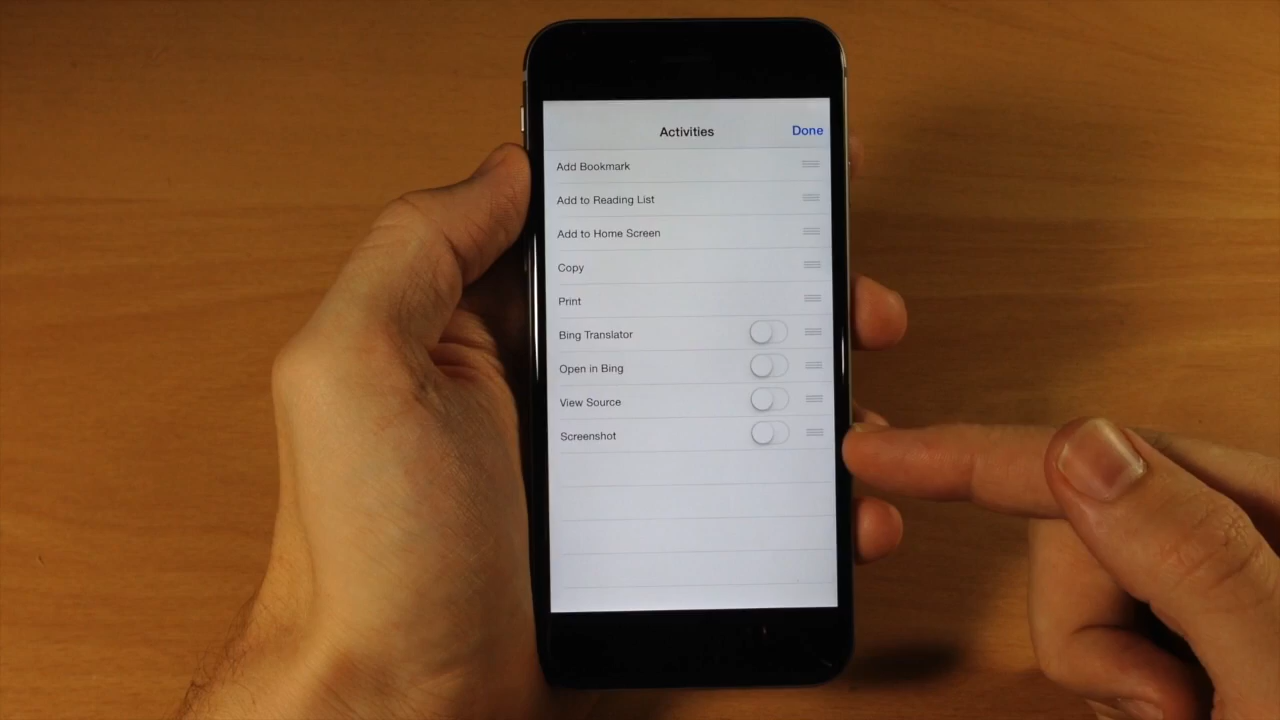 Activities
Done
Add Bookmark
Add to Reading List
Add to Home Screen
Copy
Print
Bing Translator
Open in Bing
View Source
Screenshot